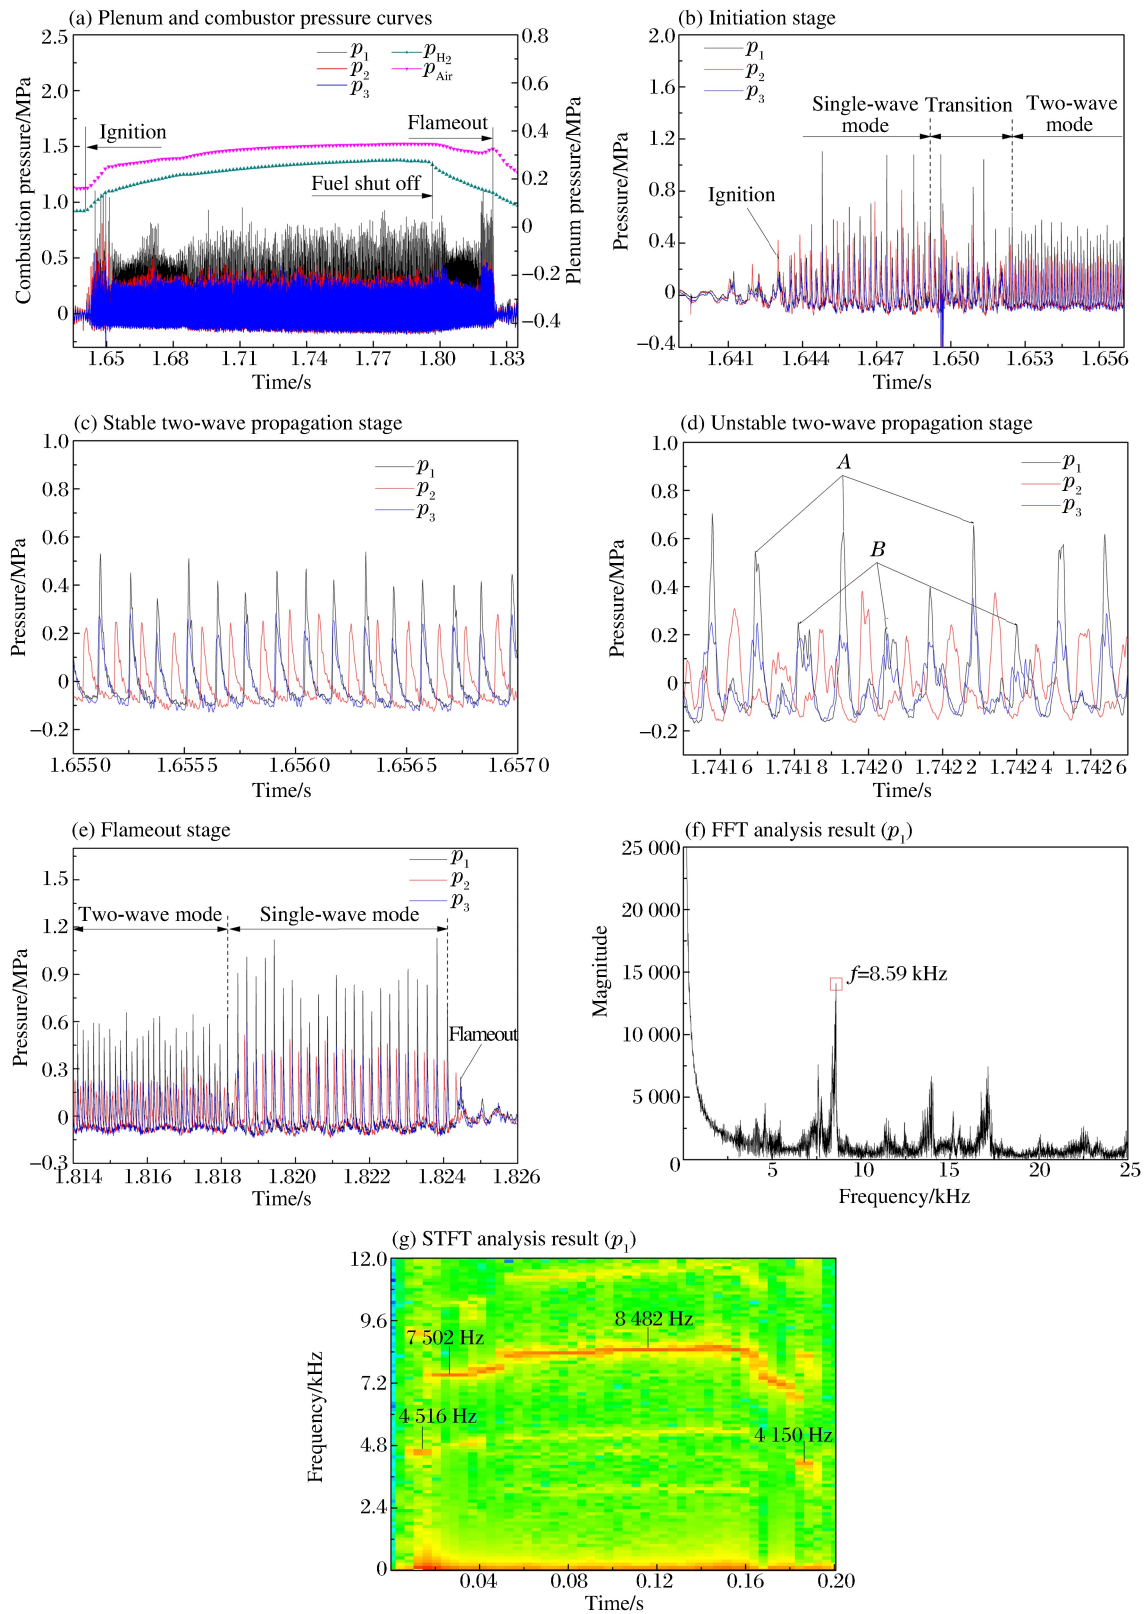 (a) Plenum and combustor pressure curves
2.5
2.0
1.5
1.0
0.5
0
0.8
0.6
0.4
0.2
0
−0.2
−0.4
Combustion pressure/MPa
Plenum pressure/MPa
p1
p2
p3
pH2
pAir
Ignition
Flameout
Fuel shut off
1.65 1.68 1.71 1.74 1.77 1.80 1.83
Time/s
(b) Initiation stage
2.0
1.6
1.2
0.8
0.4
0
−0.4
Pressure/MPa
p1
p2
p3
Single-wave mode
Transition
Two-wave mode
Ignition
1.641 1.644 1.647 1.650 1.653 1.656
Time/s
(c) Stable two-wave propagation stage
1.0
0.8
0.6
0.4
0.2
0
−0.2
Pressure/MPa
p1
p2
p3
1.655 0 1.655 5 1.656 0 1.656 5 1.657 0
Time/s
(d) Unstable two-wave propagation stage
1.0
0.8
0.6
0.4
0.2
0
−0.2
Pressure/MPa
A
B
p1
p2
p3
1.741 6 1.741 8 1.742 0 1.742 2 1.742 4 1.742 6
Time/s
(e) Flameout stage
1.5
1.2
0.9
0.6
0.3
0
−0.3
Pressure/MPa
p1
p2
p3
Two-wave mode
Single-wave mode
Flameout
1.814 1.816 1.818 1.820 1.822 1.824 1.826
Time/s
(f) FFT analysis result (p1)
25 000
20 000
15 000
10 000
5 000
0
Magnitude
f=8.59 kHz
5 10 15 20 25
Frequency/kHz
(g) STFT analysis result (p1)
12.0
9.6
7.2
4.8
2.4
0
Frequency/kHz
7 502 Hz
8 482 Hz
4 516 Hz
4 150 Hz
0.04 0.08 0.12 0.16 0.20
Time/s